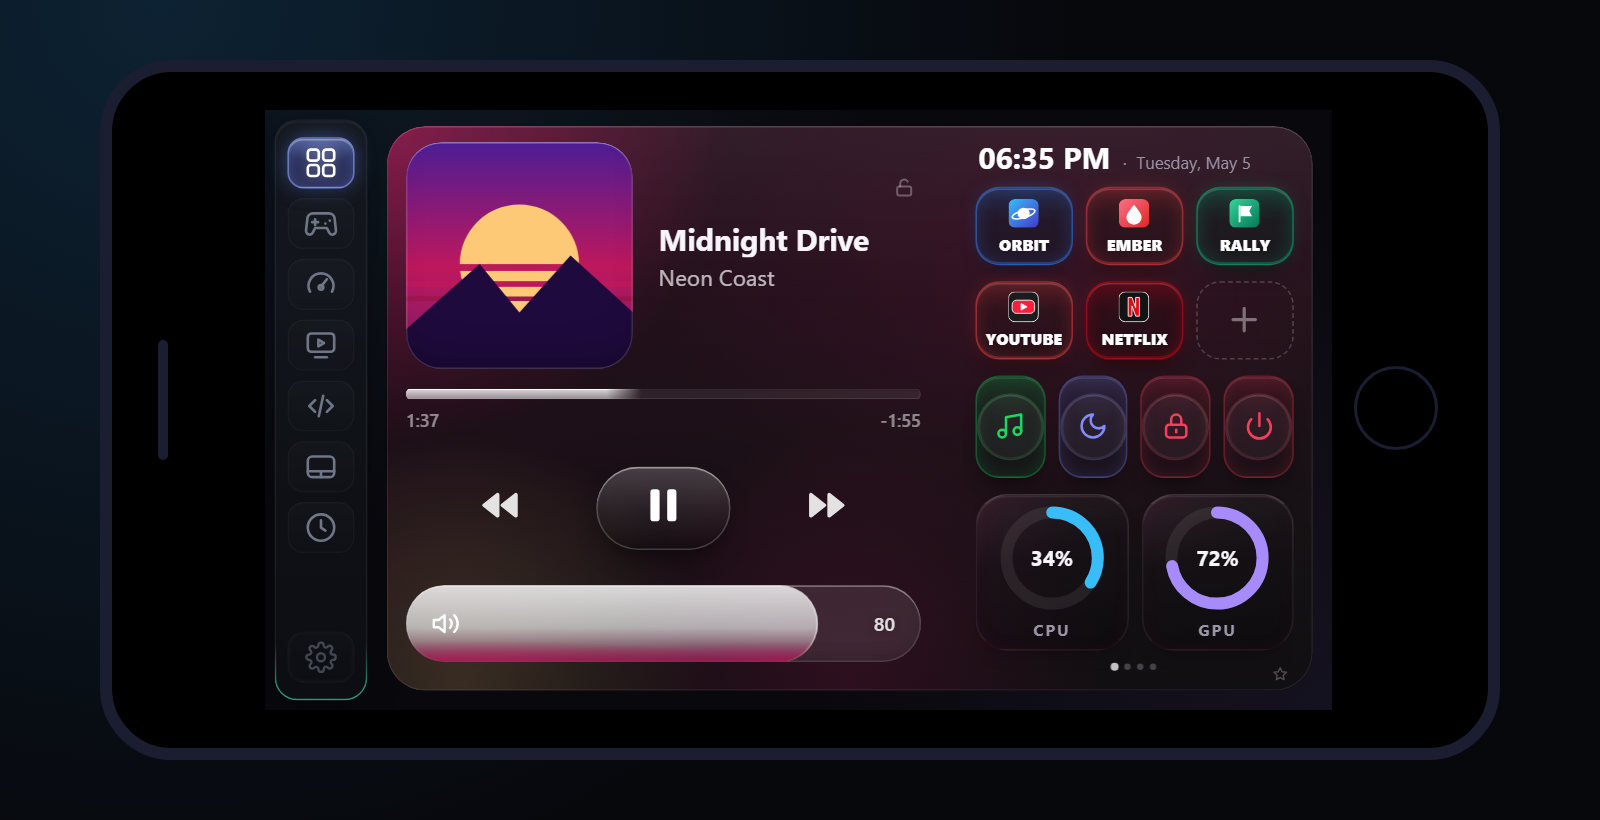 06:35 PM · Tuesday, May 5
Midnight Drive
Neon Coast
1:37
-1:55
80
ORBIT
EMBER
RALLY
YOUTUBE
N
NETFLIX
34%
CPU
72%
GPU